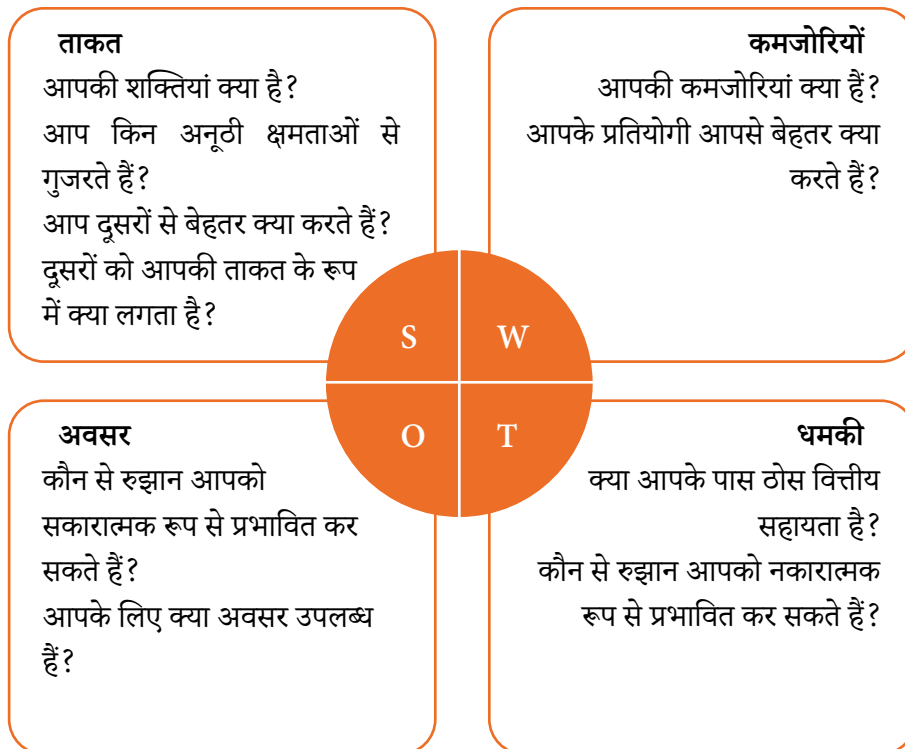 ताकत
आपकी शक्तियां क्या है?
आप किन अनूठी क्षमताओं से
गुजरते हैं?
आप दूसरों से बेहतर क्या करते हैं?
दूसरों को आपकी ताकत के रूप
में क्या लगता है?
कमजोरियों
आपकी कमजोरियां क्या हैं?
आपके प्रतियोगी आपसे बेहतर क्या
करते हैं?
S
W
O
T
अवसर
कौन से रुझान आपको
सकारात्मक रूप से प्रभावित कर
सकते हैं?
आपके लिए क्या अवसर उपलब्ध
हैं?
धमकी
क्या आपके पास ठोस वित्तीय
सहायता है?
कौन से रुझान आपको नकारात्मक
रूप से प्रभावित कर सकते हैं?